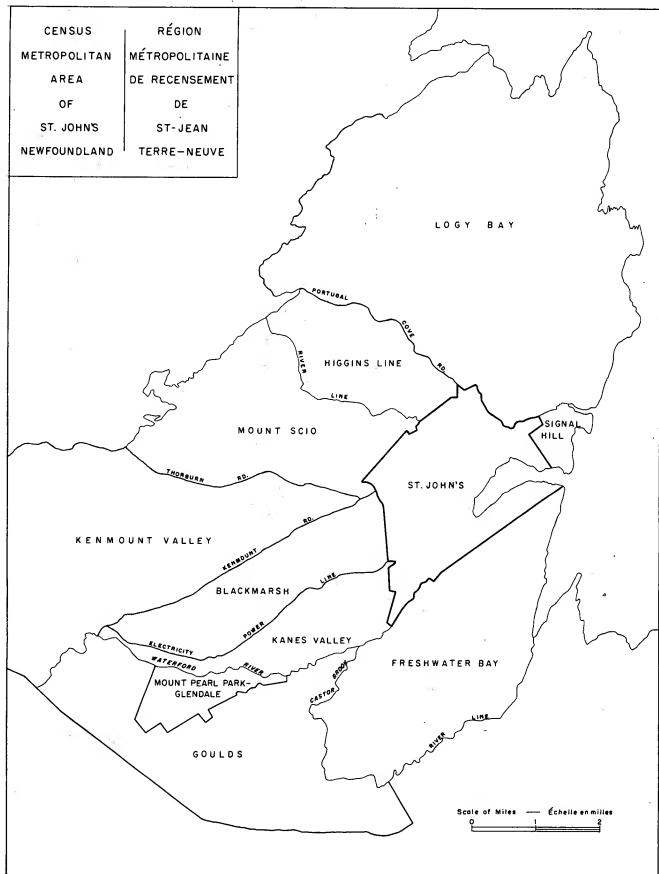 CENSUS
METROPOLITAN
AREA
OF
ST. JOHN'S
NEWFOUNDLAND
RÉGION
MÉTROPOLITAINE
DE RECENSEMENT
DE
ST-JEAN
TERRE-NEUVE
LOGY BAY
PORTUGAL COVE RD.
HIGGINS LINE
RIVER LINE
MOUNT SCIO
SIGNAL
HILL
THORBURN RD.
ST. JOHN'S
KENMOUNT VALLEY
KENMOUNT RD.
BLACKMARSH
ELECTRICITY POWER LINE
KANES VALLEY
WATERFORD RIVER
FRESHWATER BAY
MOUNT PEARL PARK-
GLENDALE
CASTOR BROOK
GOULDS
RIVER LINE
Scale of Miles — Échelle en milles
0 1 2